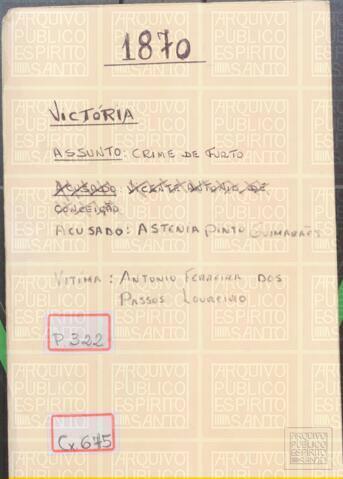 1870
VICTÓRIA
ASSUNTO: CRIME DE FURTO
ACUSADO: VICENTE ANTONIO DE
CONCEIÇÃO
ACUSADO: ASTENIA PINTO GUIMARÃES
VITIMA: ANTONIO FERREIRA DOS
PASSOS LOUREIRO
P 322
Cx 675
ARQUIVO
PÚBLICO
ESPIRITO
SANTO